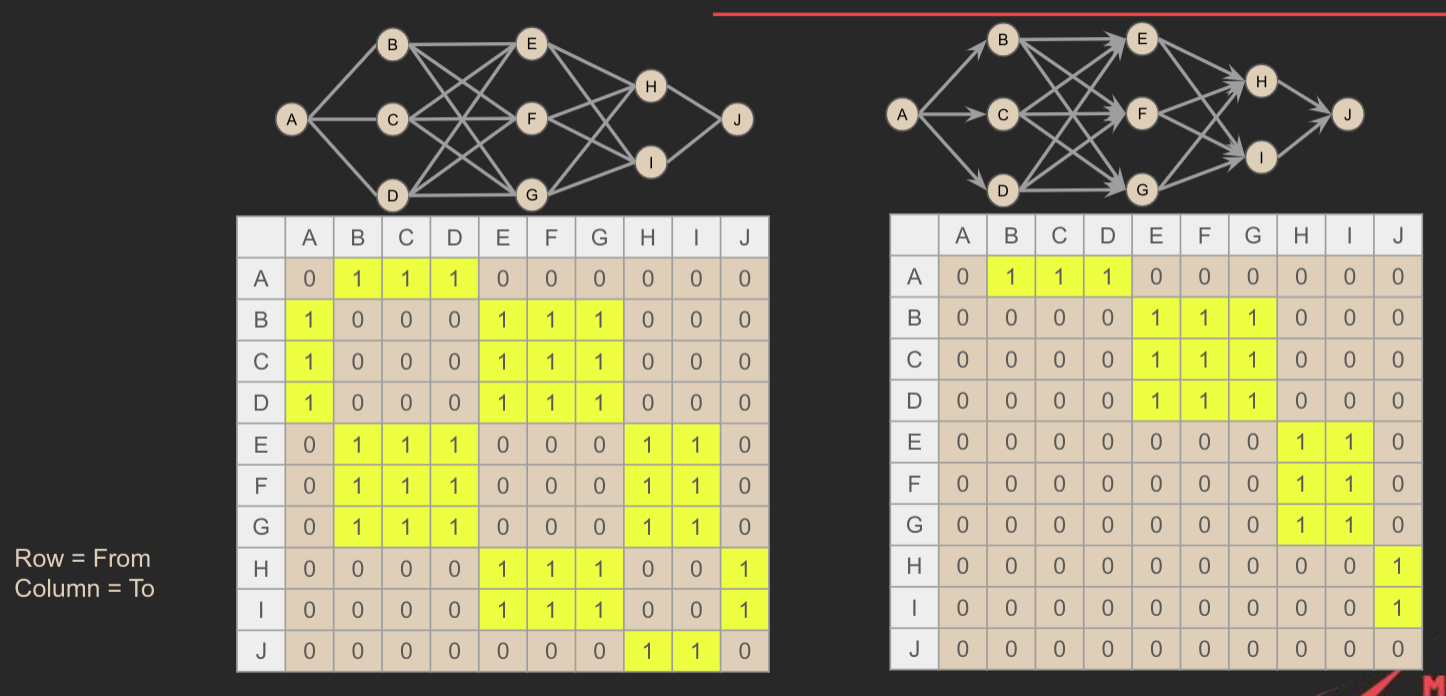 B E
H
A C F J
I
D G
A B C D E F G H I J
A 0 1 1 1 0 0 0 0 0 0
B 1 0 0 0 1 1 1 0 0 0
C 1 0 0 0 1 1 1 0 0 0
D 1 0 0 0 1 1 1 0 0 0
E 0 1 1 1 0 0 0 1 1 0
F 0 1 1 1 0 0 0 1 1 0
G 0 1 1 1 0 0 0 1 1 0
H 0 0 0 0 1 1 1 0 0 1
I 0 0 0 0 1 1 1 0 0 1
J 0 0 0 0 0 0 0 1 1 0
Row = From
Column = To
B E
H
A C F J
I
D G
A B C D E F G H I J
A 0 1 1 1 0 0 0 0 0 0
B 0 0 0 0 1 1 1 0 0 0
C 0 0 0 0 1 1 1 0 0 0
D 0 0 0 0 1 1 1 0 0 0
E 0 0 0 0 0 0 0 1 1 0
F 0 0 0 0 0 0 0 1 1 0
G 0 0 0 0 0 0 0 1 1 0
H 0 0 0 0 0 0 0 0 0 1
I 0 0 0 0 0 0 0 0 0 1
J 0 0 0 0 0 0 0 0 0 0